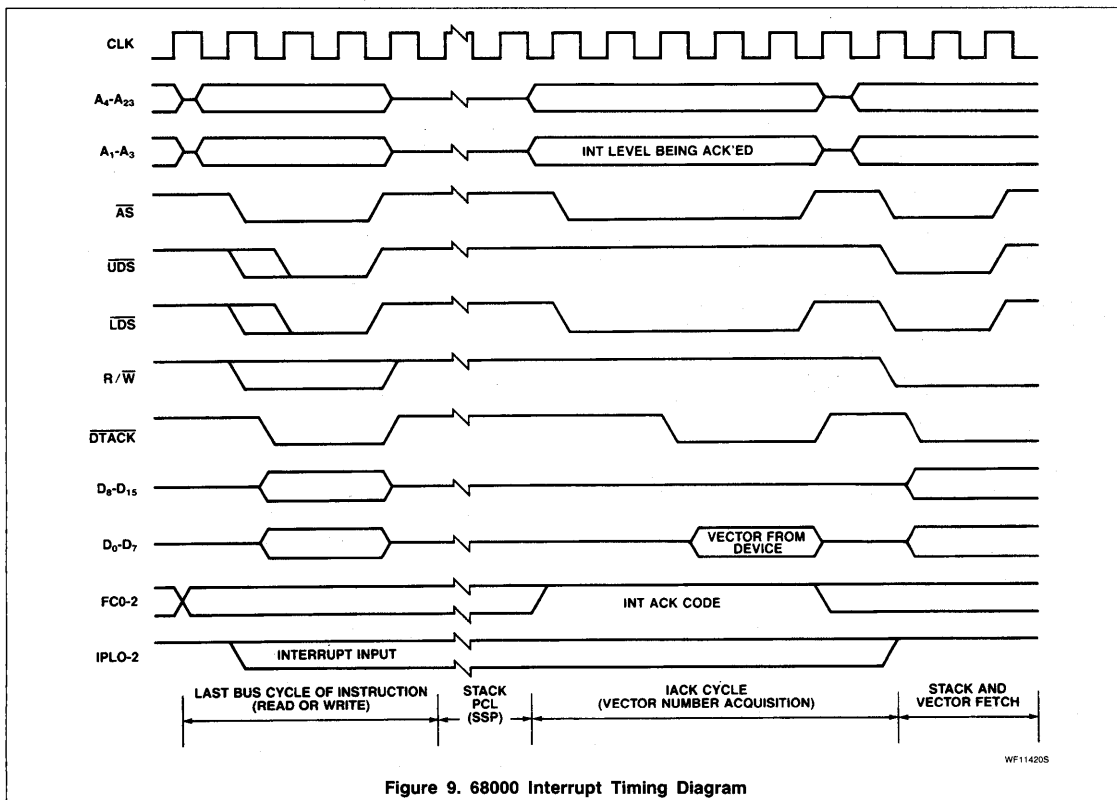 CLK
A4-A23
A1-A3
INT LEVEL BEING ACK'ED
AS
UDS
LDS
R/W
DTACK
D8-D15
D0-D7
VECTOR FROM
DEVICE
FC0-2
INT ACK CODE
IPL0-2
INTERRUPT INPUT
LAST BUS CYCLE OF INSTRUCTION
(READ OR WRITE)
STACK
PCL
(SSP)
IACK CYCLE
(VECTOR NUMBER ACQUISITION)
STACK AND
VECTOR FETCH
WF11420S
Figure 9. 68000 Interrupt Timing Diagram